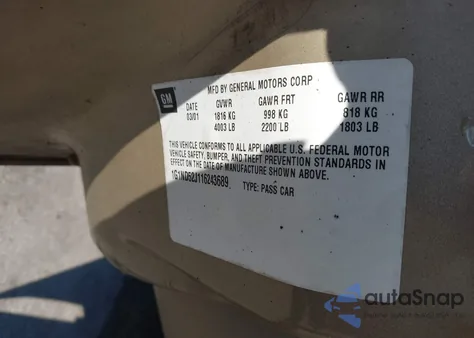 GM
MFD BY GENERAL MOTORS CORP
DATE GVWR GAWR FRT GAWR RR
03/01 1816 KG 998 KG 818 KG
4003 LB 2200 LB 1803 LB
THIS VEHICLE CONFORMS TO ALL APPLICABLE U.S. FEDERAL MOTOR
VEHICLE SAFETY, BUMPER, AND THEFT PREVENTION STANDARDS IN
EFFECT ON THE DATE OF MANUFACTURE SHOWN ABOVE.
1G1ND52J116243689 TYPE: PASS CAR
autoSnap